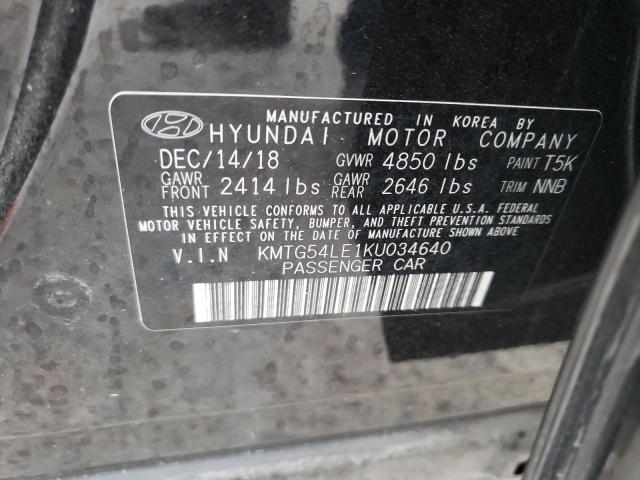 MANUFACTURED IN KOREA BY
HYUNDAI MOTOR COMPANY
DEC/14/18 GVWR 4850 lbs PAINT T5K
GAWR FRONT 2414 lbs GAWR REAR 2646 lbs TRIM NNB
THIS VEHICLE CONFORMS TO ALL APPLICABLE U.S.A. FEDERAL
MOTOR VEHICLE SAFETY, BUMPER, AND THEFT PREVENTION STANDARDS
IN EFFECT ON THE DATE OF MANUFACTURE SHOWN ABOVE.
V.I.N KMTG54LE1KU034640
PASSENGER CAR